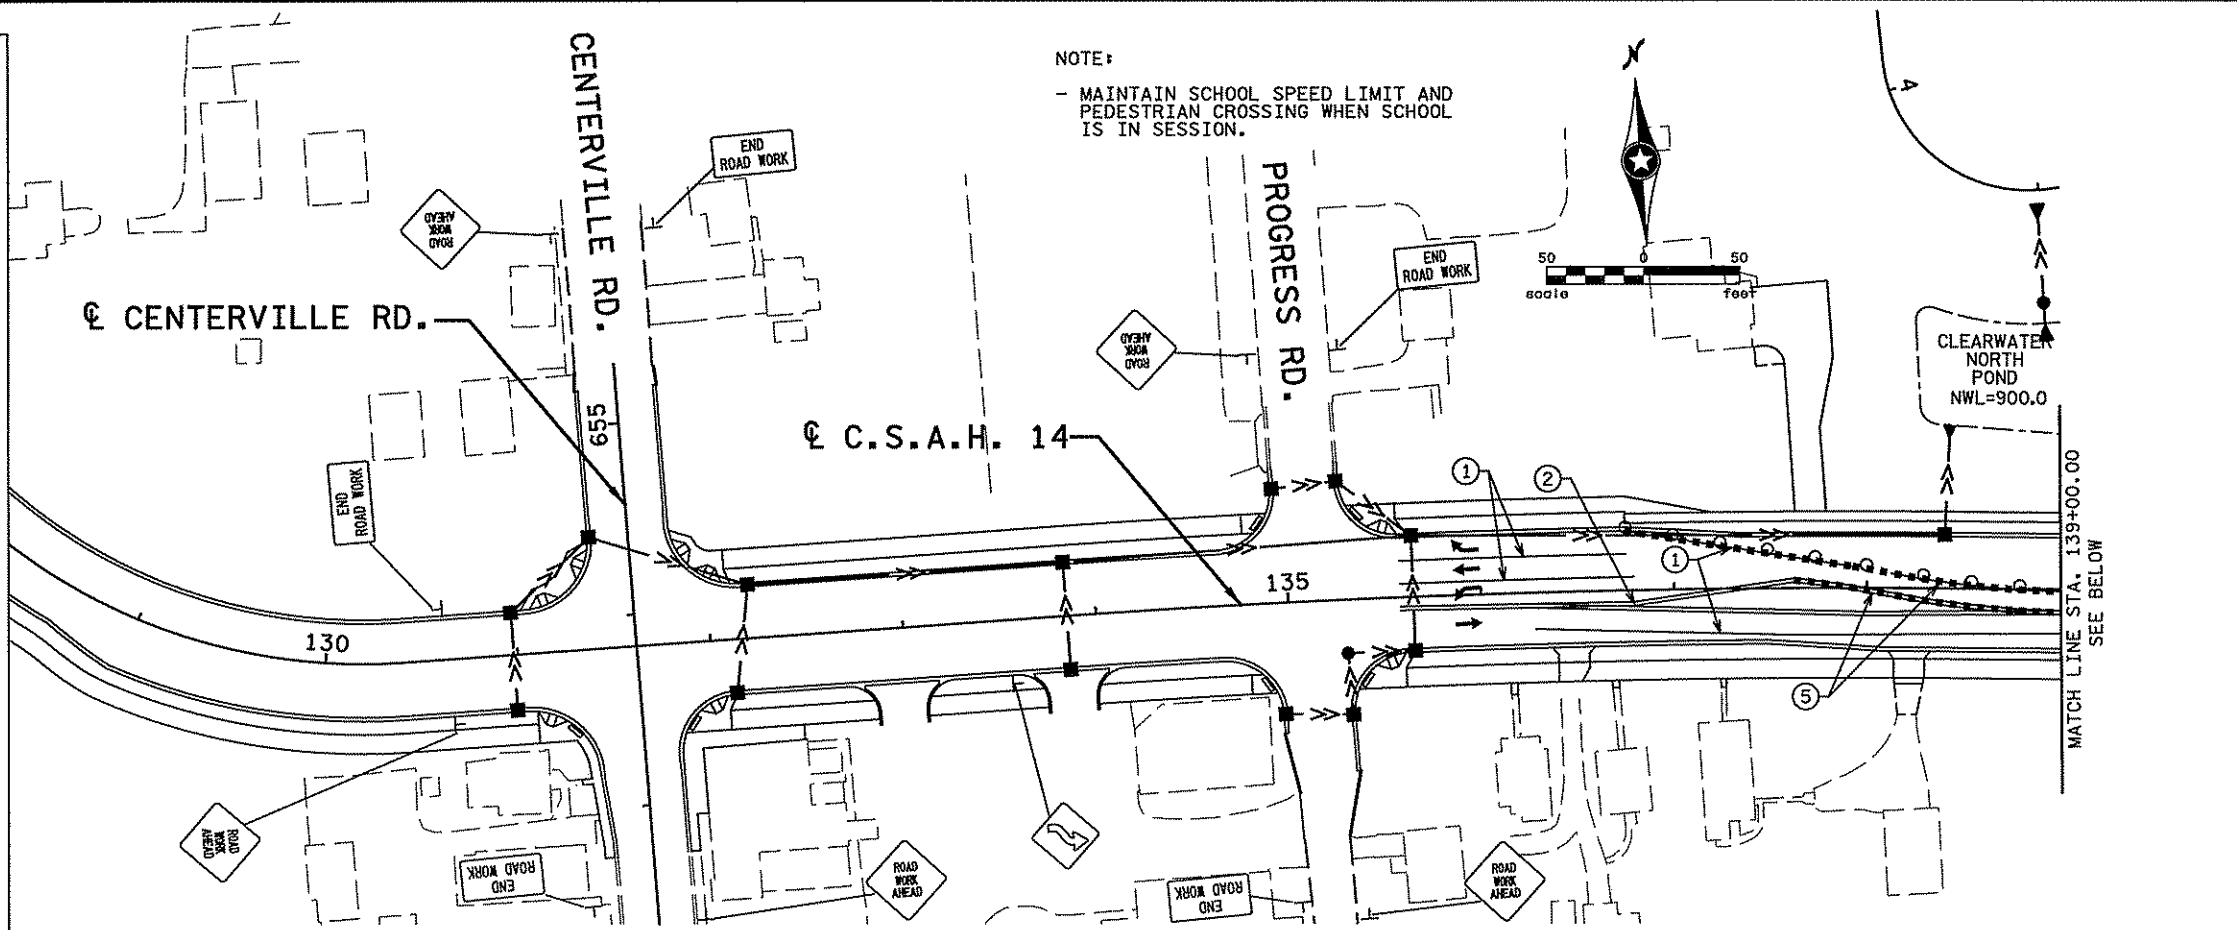 NOTE:
- MAINTAIN SCHOOL SPEED LIMIT AND
PEDESTRIAN CROSSING WHEN SCHOOL
IS IN SESSION.
N
50 0 50
scale feet
A
CENTERVILLE RD.
END
ROAD WORK
ROAD
WORK
AHEAD
℄ CENTERVILLE RD.
655
PROGRESS RD.
END
ROAD WORK
ROAD
WORK
AHEAD
CLEARWATER
NORTH
POND
NWL=900.0
℄ C.S.A.H. 14
END
ROAD WORK
1
2
1
5
130
135
MATCH LINE STA. 139+00.00
SEE BELOW
ROAD
WORK
AHEAD
END
ROAD WORK
ROAD
WORK
AHEAD
END
ROAD WORK
ROAD
WORK
AHEAD